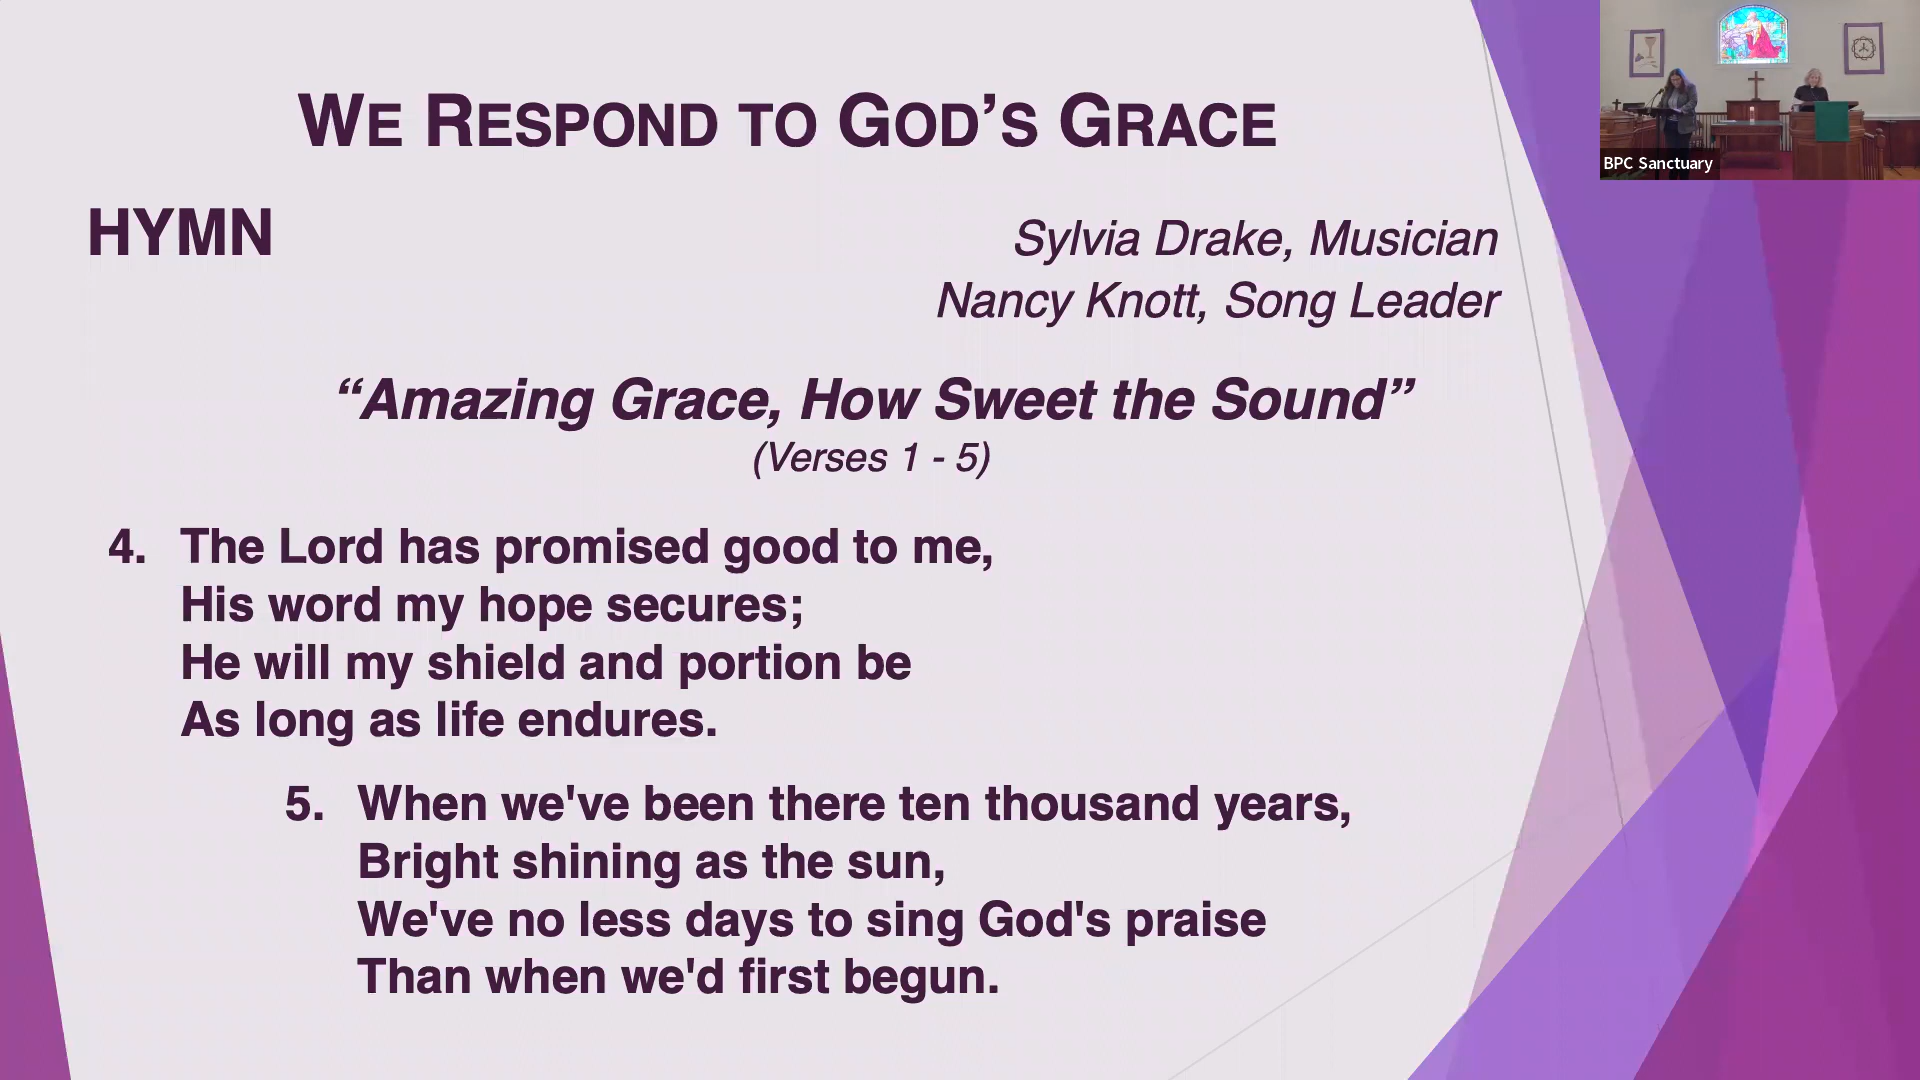 WE RESPOND TO GOD’S GRACE
HYMN
Sylvia Drake, Musician
Nancy Knott, Song Leader
“Amazing Grace, How Sweet the Sound”
(Verses 1 - 5)
4. The Lord has promised good to me,
His word my hope secures;
He will my shield and portion be
As long as life endures.
5. When we've been there ten thousand years,
Bright shining as the sun,
We've no less days to sing God's praise
Than when we'd first begun.
BPC Sanctuary